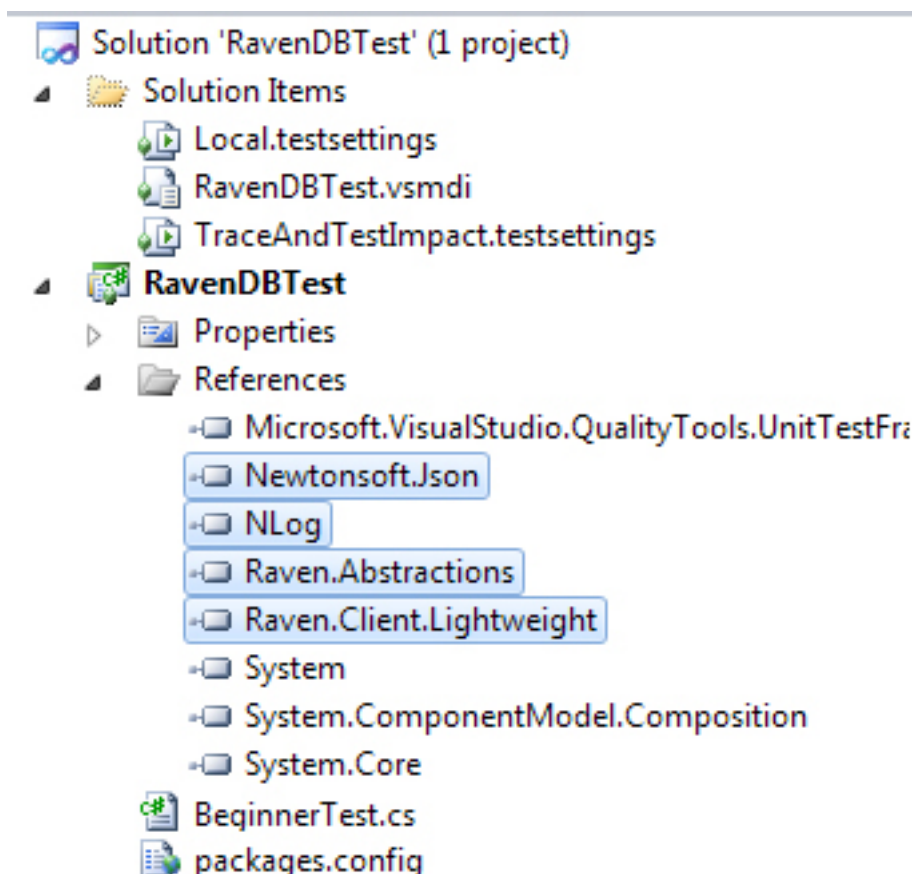 Solution 'RavenDBTest' (1 project)
Solution Items
Local.testsettings
RavenDBTest.vsmdi
TraceAndTestImpact.testsettings
RavenDBTest
Properties
References
Microsoft.VisualStudio.QualityTools.UnitTestFra
Newtonsoft.Json
NLog
Raven.Abstractions
Raven.Client.Lightweight
System
System.ComponentModel.Composition
System.Core
BeginnerTest.cs
packages.config